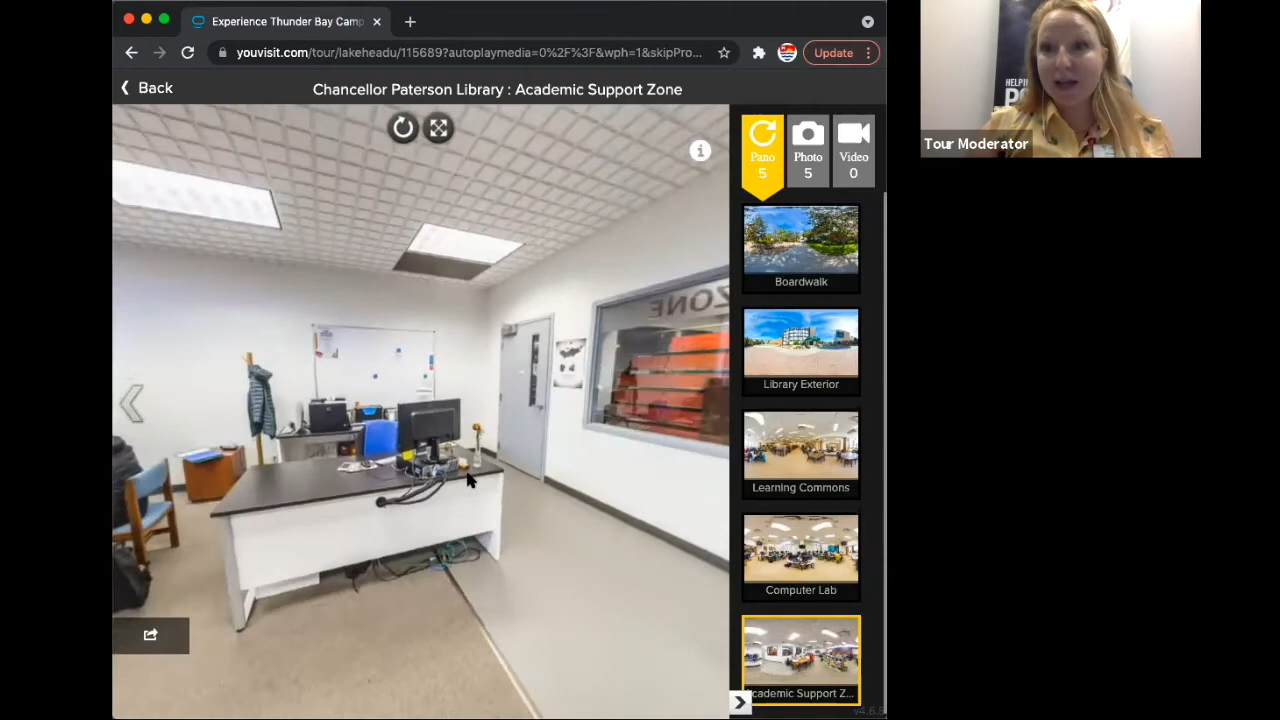 Experience Thunder Bay Camp
youvisit.com/tour/lakeheadu/115689?autoplaymedia=0%2F%3F&wph=1&skipPro...
Update
Back
Chancellor Paterson Library : Academic Support Zone
Pano
5
Photo
5
Video
0
Boardwalk
Library Exterior
Learning Commons
Computer Lab
cademic Support Z...
ZONE
HELPING
Tour Moderator